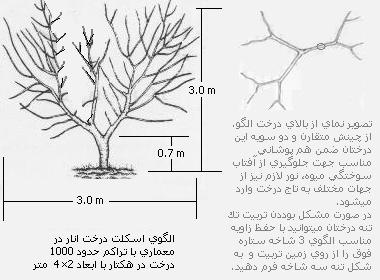 3.0 m
0.7 m
3.0 m
الگوي اسكلت درخت انار در
معماري با تراكم حدود 1000
درخت در هكتار با ابعاد 2×4 متر
تصوير نماي از بالاي درخت الگو.
از چينش متقارن و دو سويه اين
درختان ضمن هم پوشاني
مناسب جهت جلوگيري از آفتاب
سوختگي ميوه، نور لازم نيز از
جهات مختلف به تاج درخت وارد
ميشود.
در صورت مشكل بودن تربيت تك
تنه درختان ميتوانيد با حفظ زاويه
مناسب الگوي 3 شاخه ستاره
فوق را از روي زمين تربيت و به
شكل تنه سه شاخه فرم دهيد.